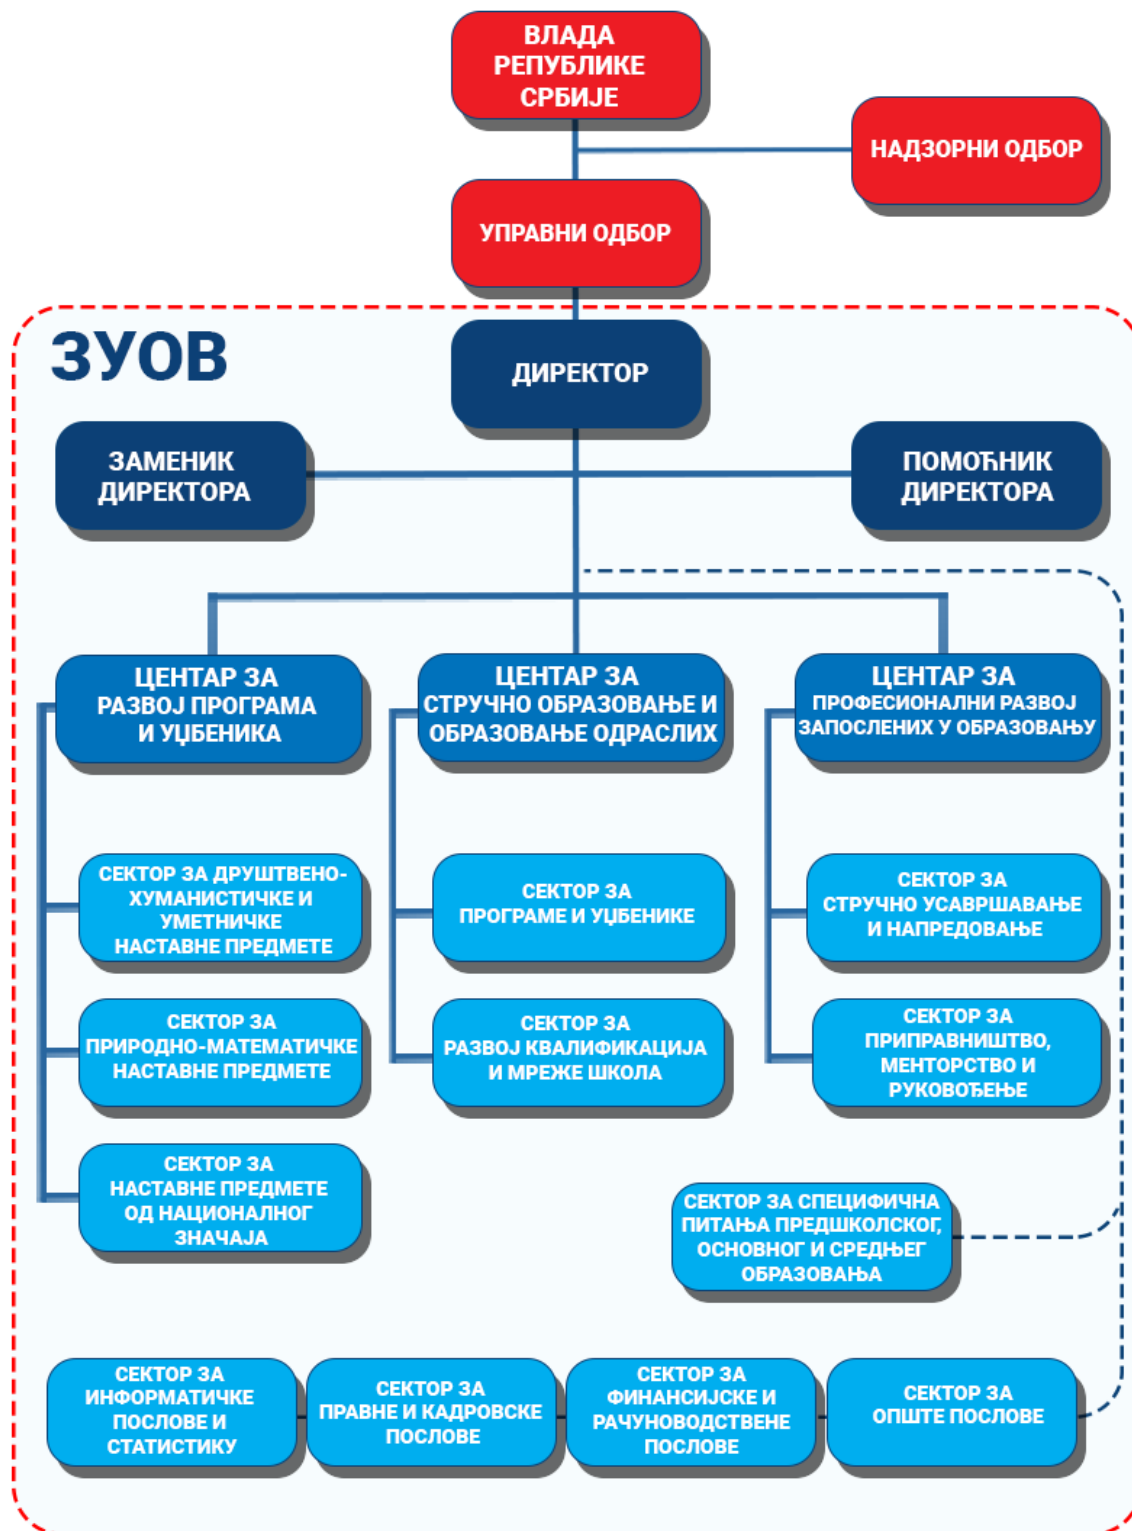 ВЛАДА
РЕПУБЛИКЕ
СРБИЈЕ
НАДЗОРНИ ОДБОР
УПРАВНИ ОДБОР
ЗУОВ
ДИРЕКТОР
ЗАМЕНИК
ДИРЕКТОРА
ПОМОЋНИК
ДИРЕКТОРА
ЦЕНТАР ЗА
РАЗВОЈ ПРОГРАМА
И УЏБЕНИКА
ЦЕНТАР ЗА
СТРУЧНО ОБРАЗОВАЊЕ И
ОБРАЗОВАЊЕ ОДРАСЛИХ
ЦЕНТАР ЗА
ПРОФЕСИОНАЛНИ РАЗВОЈ
ЗАПОСЛЕНИХ У ОБРАЗОВАЊУ
СЕКТОР ЗА ДРУШТВЕНО-
ХУМАНИСТИЧКЕ И
УМЕТНИЧКЕ
НАСТАВНЕ ПРЕДМЕТЕ
СЕКТОР ЗА
ПРОГРАМЕ И УЏБЕНИКЕ
СЕКТОР ЗА
СТРУЧНО УСАВРШАВАЊЕ
И НАПРЕДОВАЊЕ
СЕКТОР ЗА
ПРИРОДНО-МАТЕМАТИЧКЕ
НАСТАВНЕ ПРЕДМЕТЕ
СЕКТОР ЗА
РАЗВОЈ КВАЛИФИКАЦИЈА
И МРЕЖЕ ШКОЛА
СЕКТОР ЗА
ПРИПРАВНИШТВО,
МЕНТОРСТВО И
РУКОВОЂЕЊЕ
СЕКТОР ЗА
НАСТАВНЕ ПРЕДМЕТЕ
ОД НАЦИОНАЛНОГ
ЗНАЧАЈА
СЕКТОР ЗА СПЕЦИФИЧНА
ПИТАЊА ПРЕДШКОЛСКОГ,
ОСНОВНОГ И СРЕДЊЕГ
ОБРАЗОВАЊА
СЕКТОР ЗА
ИНФОРМАТИЧКЕ
ПОСЛОВЕ И
СТАТИСТИКУ
СЕКТОР ЗА
ПРАВНЕ И КАДРОВСКЕ
ПОСЛОВЕ
СЕКТОР ЗА
ФИНАНСИЈСКЕ И
РАЧУНОВОДСТВЕНЕ
ПОСЛОВЕ
СЕКТОР ЗА
ОПШТЕ ПОСЛОВЕ